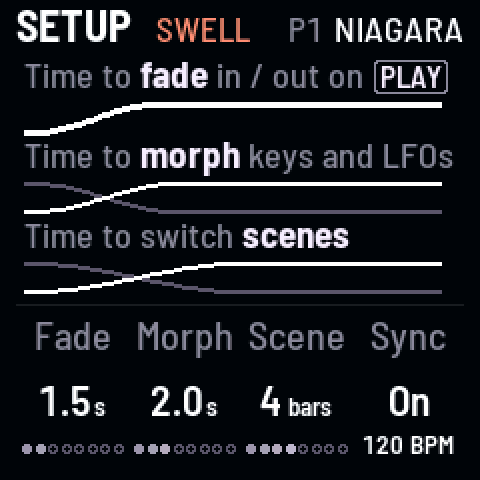 SETUP SWELL P1 NIAGARA
Time to fade in / out on PLAY
Time to morph keys and LFOs
Time to switch scenes
Fade Morph Scene Sync
1.5s 2.0s 4 bars On
120 BPM